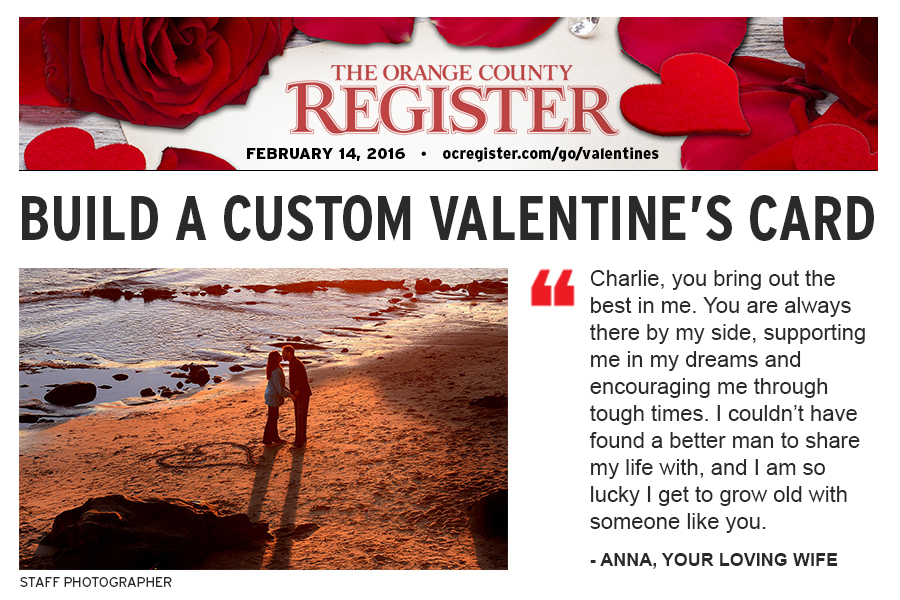 THE ORANGE COUNTY
REGISTER
FEBRUARY 14, 2016 • ocregister.com/go/valentines
BUILD A CUSTOM VALENTINE’S CARD
“ Charlie, you bring out the
best in me. You are always
there by my side, supporting
me in my dreams and
encouraging me through
tough times. I couldn’t have
found a better man to share
my life with, and I am so
lucky I get to grow old with
someone like you.
- ANNA, YOUR LOVING WIFE
STAFF PHOTOGRAPHER